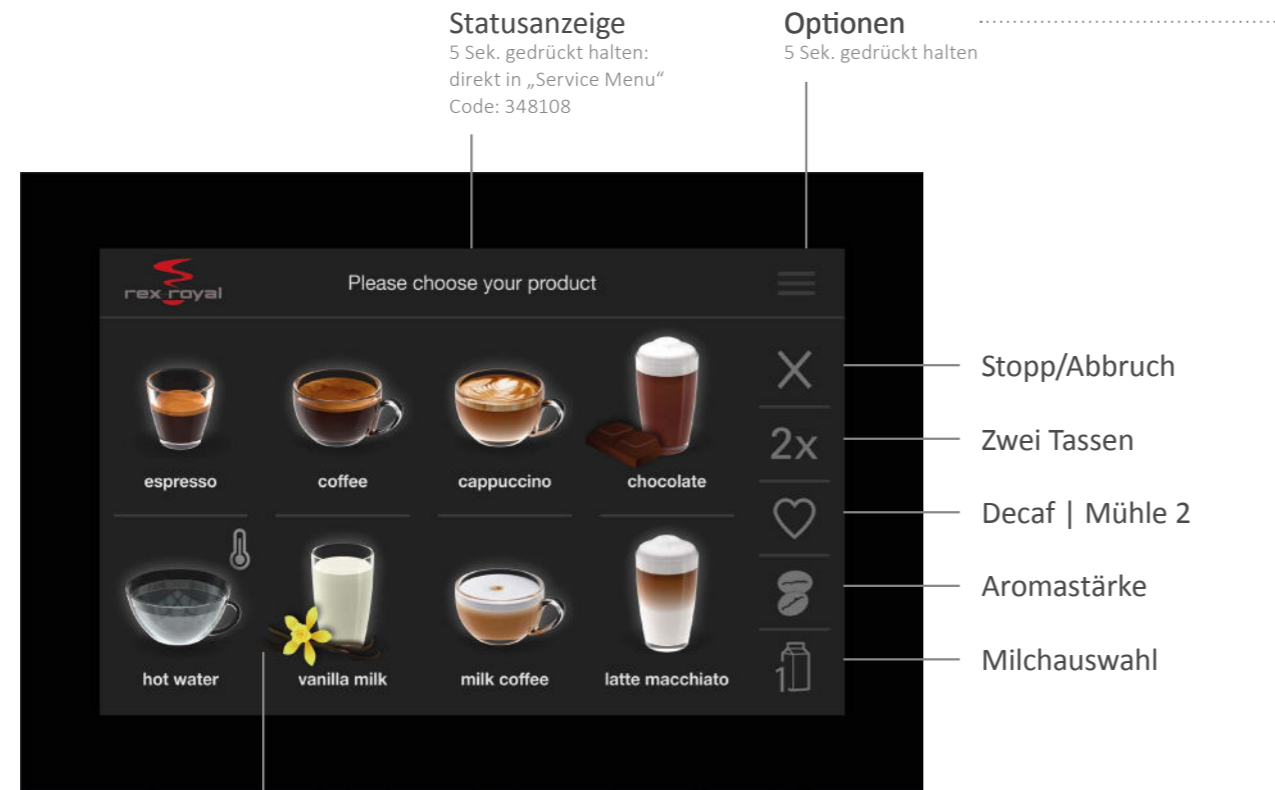 Statusanzeige
5 Sek. gedrückt halten:
direkt in „Service Menu“
Code: 348108
Optionen
5 Sek. gedrückt halten
rex-royal
Please choose your product
Stopp/Abbruch
2x
Zwei Tassen
espresso
coffee
cappuccino
chocolate
Decaf | Mühle 2
Aromastärke
1
Milchauswahl
hot water
vanilla milk
milk coffee
latte macchiato